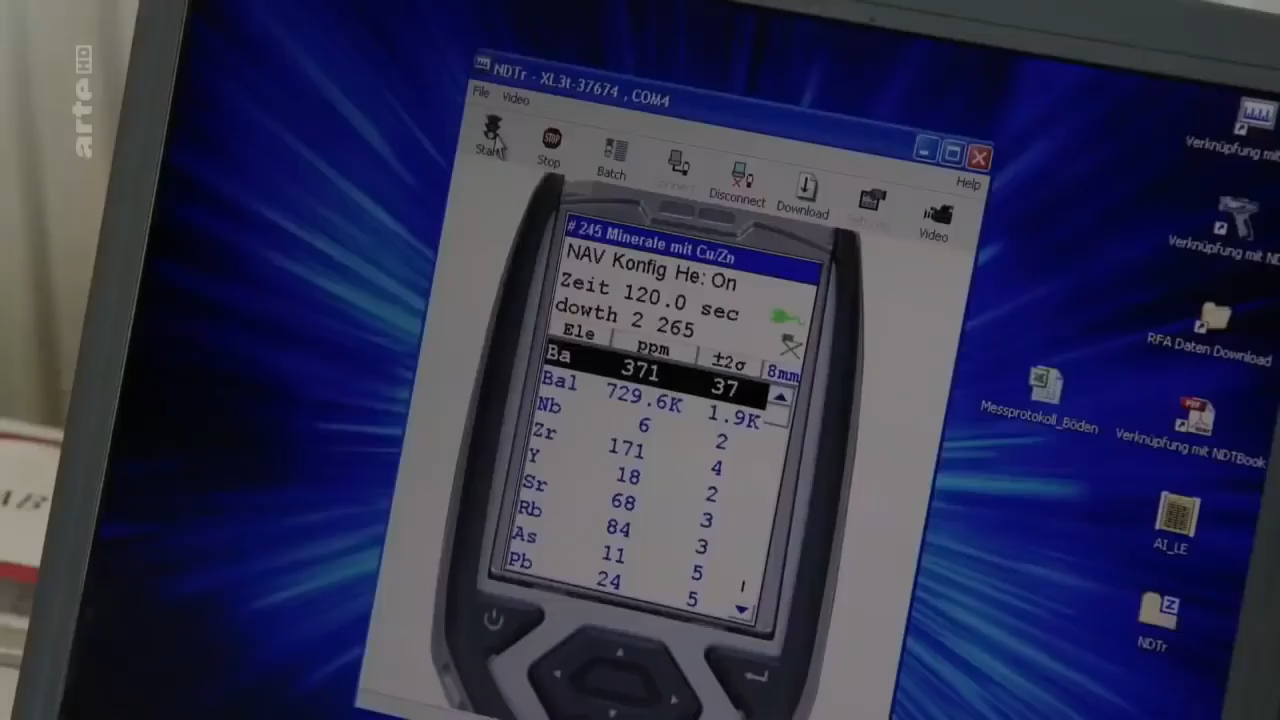 arte HD
NDTr - XL3t-37674 , COM4
File Video Help
Start Stop Batch Disconnect Download Video
# 245 Minerale mit Cu/Zn
NAV Konfig He: On
Zeit 120.0 sec
dowth 2 265
Ele ppm ±2σ 8mm
Ba 371 37
Bal 729.6K 1.9K
Nb 6 2
Zr 171 4
Y 18 2
Sr 68 3
Rb 84 3
As 11 5
Pb 24 5
Verknüpfung mit
Verknüpfung mit ND
RFA Daten Download
Messprotokoll_Böden
PDF
Verknüpfung mit NDTBook
AI_LE
NDTr
AB